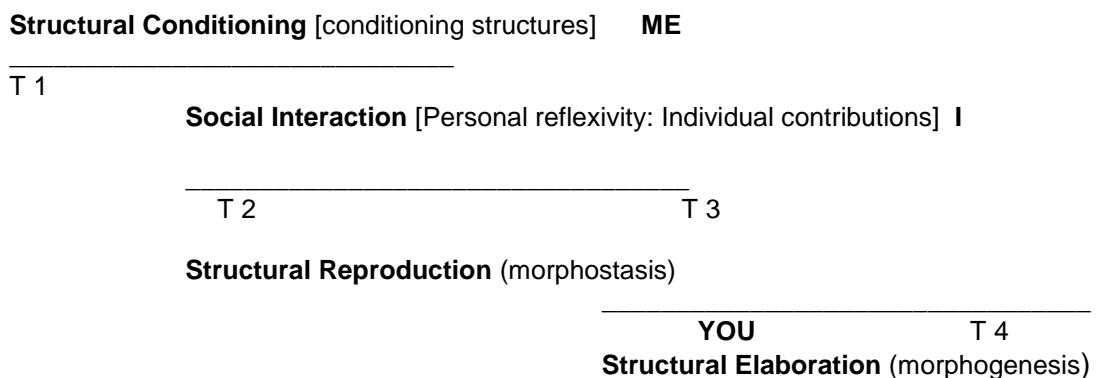 Structural Conditioning [conditioning structures] ME
T 1
Social Interaction [Personal reflexivity: Individual contributions] I
T 2 T 3
Structural Reproduction (morphostasis)
YOU T 4
Structural Elaboration (morphogenesis)